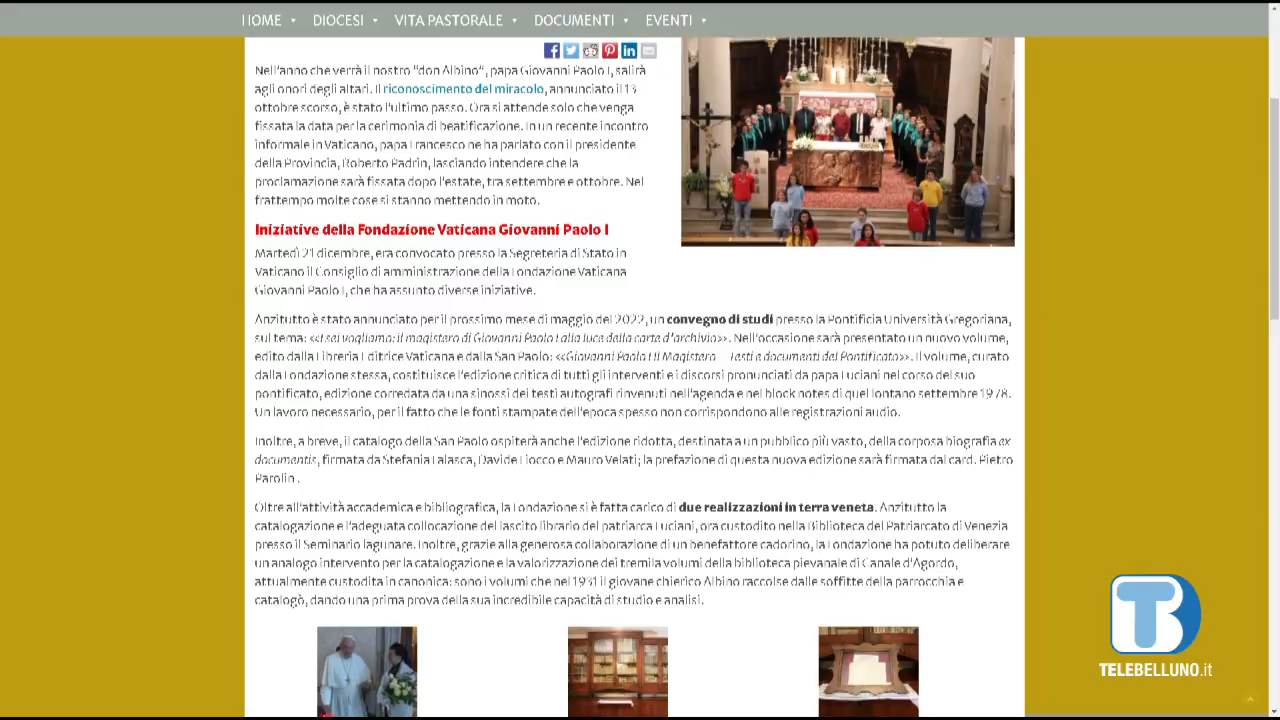 HOME DIOCESI VITA PASTORALE DOCUMENTI EVENTI
Nell'anno che verrà il nostro "don Albino", papa Giovanni Paolo I, salirà
agli onori degli altari. Il riconoscimento del miracolo, annunciato il 13
ottobre scorso, è stato l'ultimo passo. Ora si attende solo che venga
fissata la data per la cerimonia di beatificazione. In un recente incontro
informale in Vaticano, papa Francesco ne ha parlato con il presidente
della Provincia, Roberto Padrin, lasciando intendere che la
proclamazione sarà fissata dopo l'estate, tra settembre e ottobre. Nel
frattempo molte cose si stanno mettendo in moto.
Iniziative della Fondazione Vaticana Giovanni Paolo I
Martedì 21 dicembre, era convocato presso la Segreteria di Stato in
Vaticano il Consiglio di amministrazione della Fondazione Vaticana
Giovanni Paolo I, che ha assunto diverse iniziative.
Anzitutto è stato annunciato per il prossimo mese di maggio del 2022, un convegno di studi presso la Pontificia Università Gregoriana,
sul tema: «I sei vogliamo: il magistero di Giovanni Paolo I alla luce della carta d'archivio». Nell'occasione sarà presentato un nuovo volume,
edito dalla Libreria Editrice Vaticana e dalla San Paolo: «Giovanni Paolo I Il Magistero – Testi e documenti del Pontificato». Il volume, curato
dalla Fondazione stessa, costituisce l'edizione critica di tutti gli interventi e i discorsi pronunciati da papa Luciani nel corso del suo
pontificato, edizione corredata da una sinossi dei testi autografi rinvenuti nell'agenda e nel block notes di quel lontano settembre 1978.
Un lavoro necessario, per il fatto che le fonti stampate dell'epoca spesso non corrispondono alle registrazioni audio.
Inoltre, a breve, il catalogo della San Paolo ospiterà anche l'edizione ridotta, destinata a un pubblico più vasto, della corposa biografia ex
documentis, firmata da Stefania Falasca, Davide Fiocco e Mauro Velati; la prefazione di questa nuova edizione sarà firmata dal card. Pietro
Parolin .
Oltre all'attività accademica e bibliografica, la Fondazione si è fatta carico di due realizzazioni in terra veneta. Anzitutto la
catalogazione e l'adeguata collocazione del lascito librario del patriarca Luciani, ora custodito nella Biblioteca del Patriarcato di Venezia
presso il Seminario lagunare. Inoltre, grazie alla generosa collaborazione di un benefattore cadorino, la Fondazione ha potuto deliberare
un analogo intervento per la catalogazione e la valorizzazione dei tremila volumi della biblioteca pievanale di Canale d'Agordo,
attualmente custodita in canonica: sono i volumi che nel 1931 il giovane chierico Albino raccolse dalle soffitte della parrocchia e
catalogò, dando una prima prova della sua incredibile capacità di studio e analisi.
TB
TELEBELLUNO.it